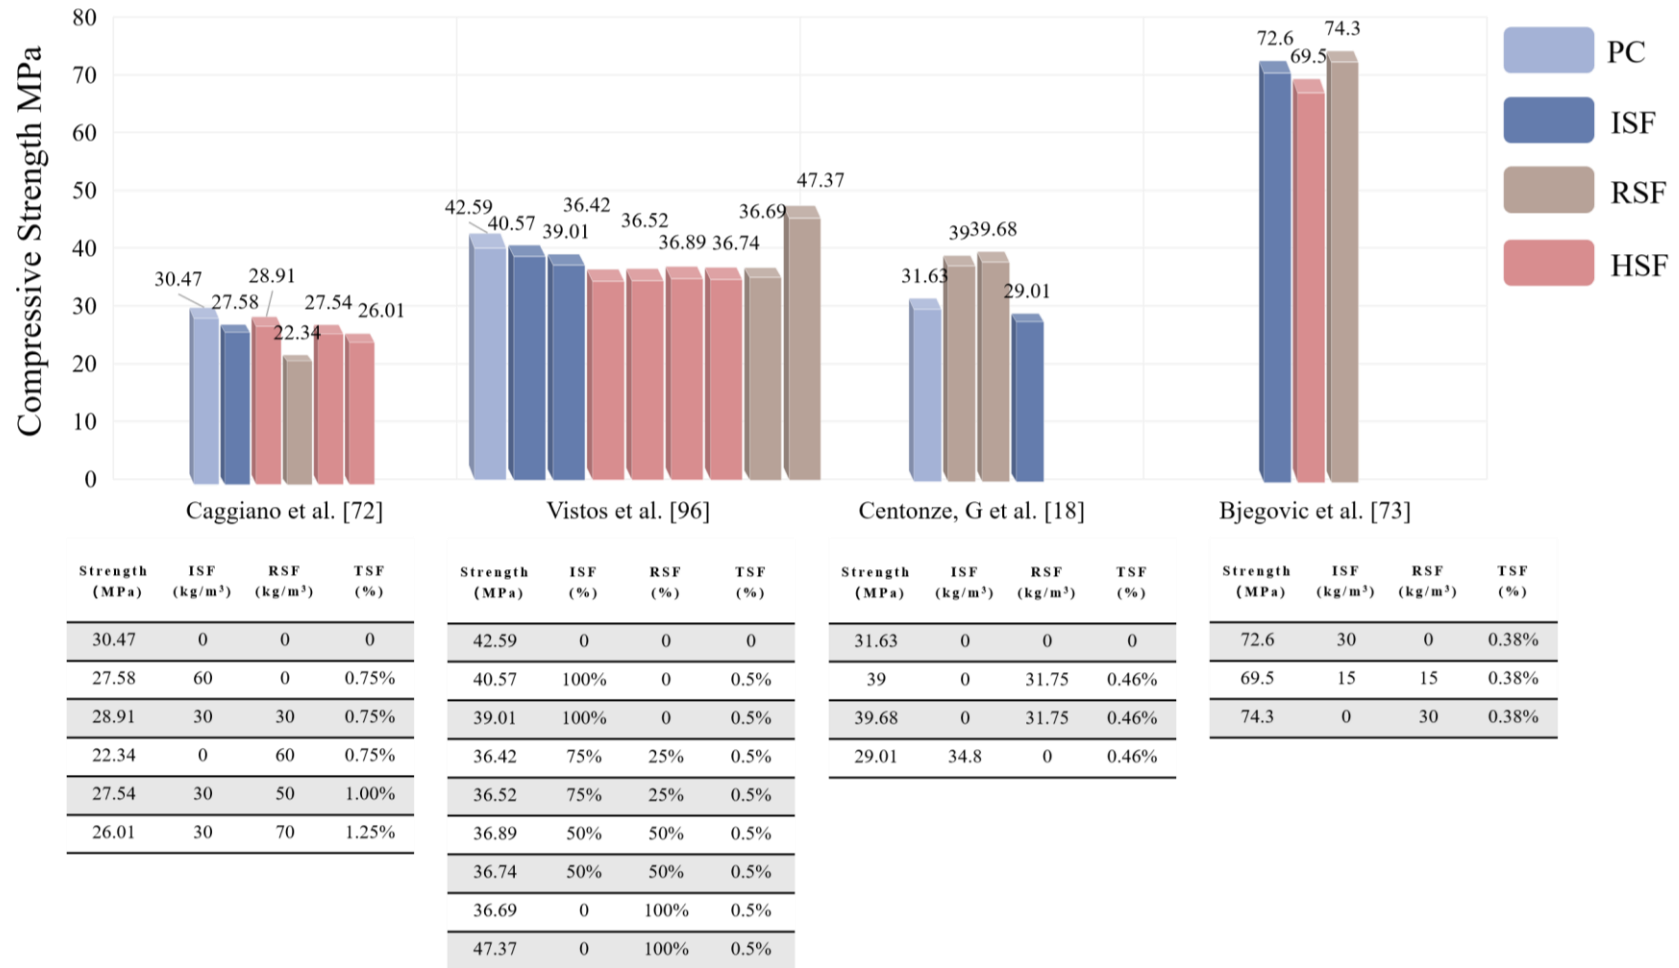 Compressive Strength MPa
80
70
60
50
40
30
20
10
0
30.47
27.58
28.91
22.34
27.54
26.01
42.59
40.57
39.01
36.42
36.52
36.89
36.74
36.69
47.37
31.63
39
39.68
29.01
72.6
69.5
74.3
PC
ISF
RSF
HSF
Caggiano et al. [72]
Vistos et al. [96]
Centonze, G et al. [18]
Bjegovic et al. [73]
Strength (MPa) ISF (kg/m³) RSF (kg/m³) TSF (%)
30.47 0 0 0
27.58 60 0 0.75%
28.91 30 30 0.75%
22.34 0 60 0.75%
27.54 30 50 1.00%
26.01 30 70 1.25%
Strength (MPa) ISF (%) RSF (%) TSF (%)
42.59 0 0 0
40.57 100% 0 0.5%
39.01 100% 0 0.5%
36.42 75% 25% 0.5%
36.52 75% 25% 0.5%
36.89 50% 50% 0.5%
36.74 50% 50% 0.5%
36.69 0 100% 0.5%
47.37 0 100% 0.5%
Strength (MPa) ISF (kg/m³) RSF (kg/m³) TSF (%)
31.63 0 0 0
39 0 31.75 0.46%
39.68 0 31.75 0.46%
29.01 34.8 0 0.46%
Strength (MPa) ISF (kg/m³) RSF (kg/m³) TSF (%)
72.6 30 0 0.38%
69.5 15 15 0.38%
74.3 0 30 0.38%